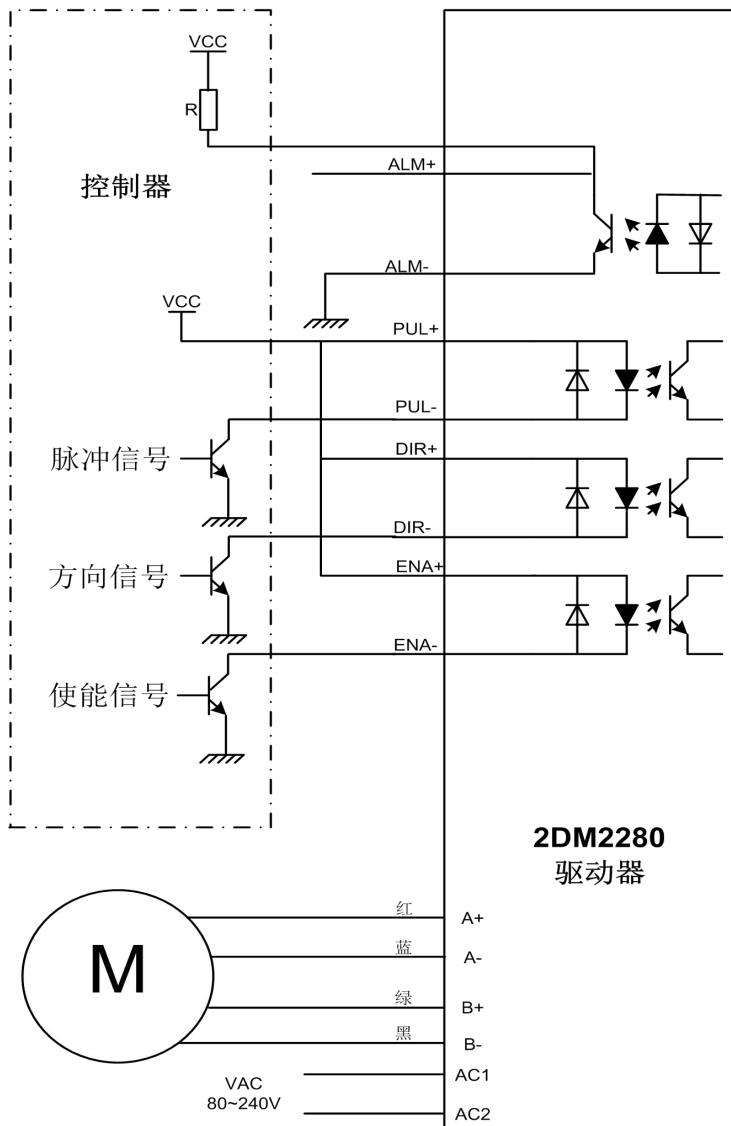 VCC
R
ALM+
控制器
ALM-
VCC
PUL+
PUL-
脉冲信号
DIR+
DIR-
方向信号
ENA+
ENA-
使能信号
2DM2280
驱动器
红
A+
M
蓝
A-
绿
B+
黑
B-
VAC
80~240V
AC1
AC2